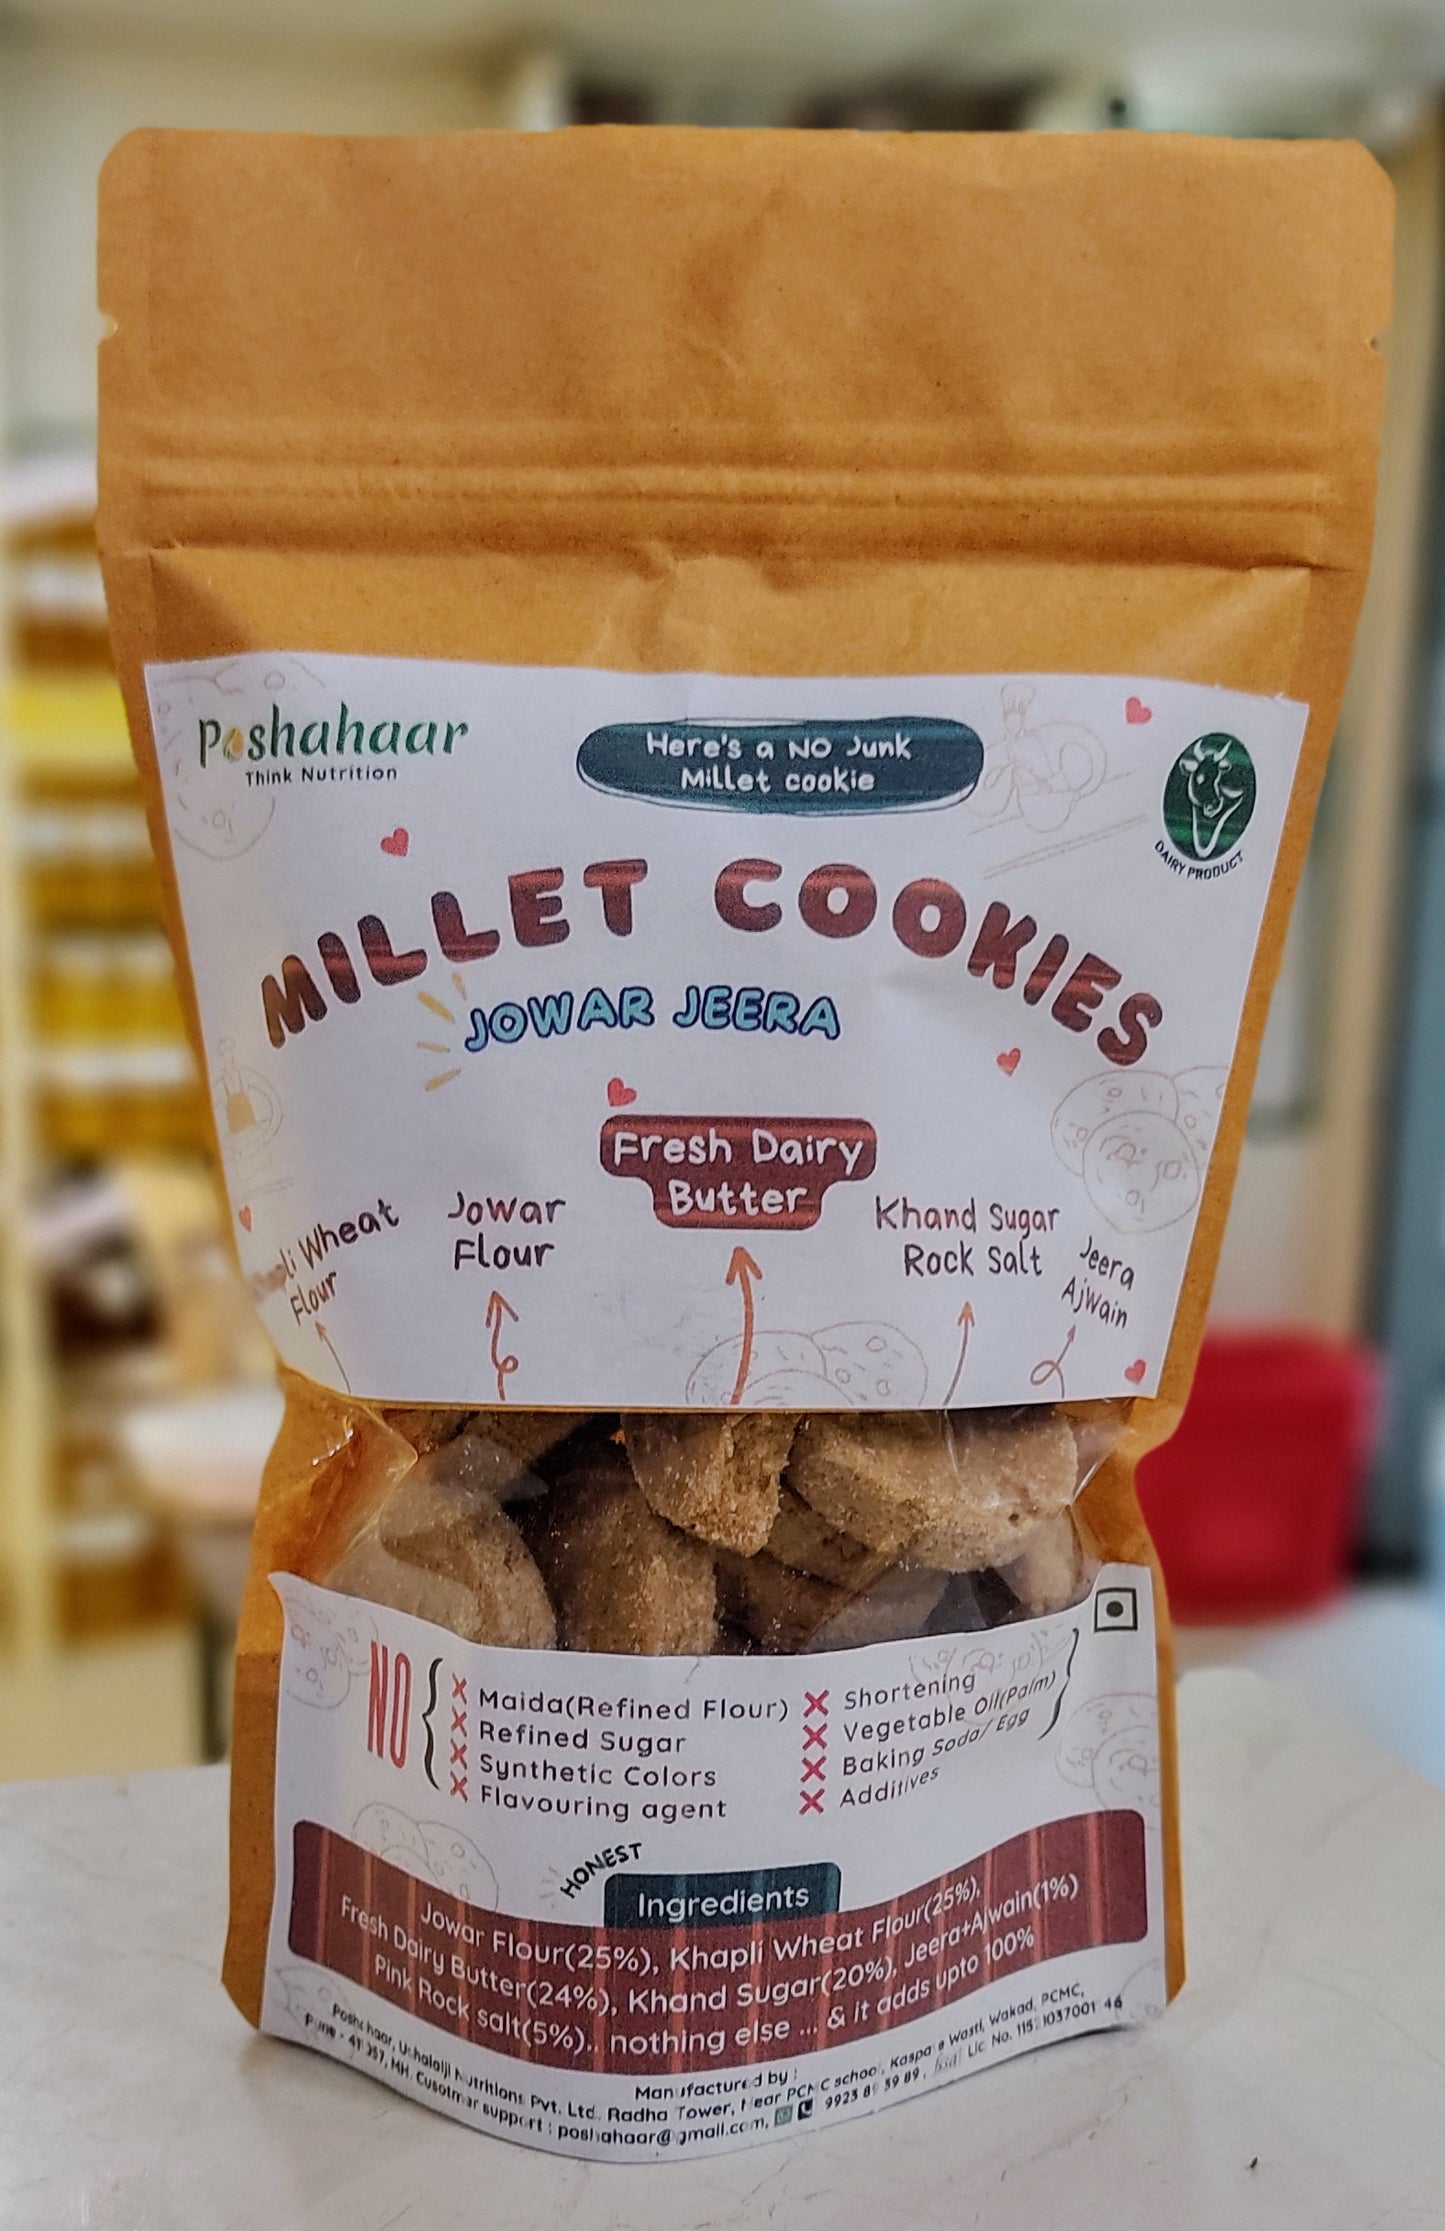 Poshahaar
Think Nutrition
Here's a NO Junk
Millet cookie
DAIRY PRODUCT
MILLET COOKIES
JOWAR JEERA
Fresh Dairy
Butter
Wheat
Flour
Jowar
Flour
Khand Sugar
Rock Salt
Jeera
Ajwain
NO
Maida(Refined Flour)
Refined Sugar
Synthetic Colors
Flavouring agent
Shortening
Vegetable Oil(Palm)
Baking Soda/ Egg
Additives
HONEST
Ingredients
Jowar Flour(25%), Khapli Wheat Flour(25%),
Fresh Dairy Butter(24%), Khand Sugar(20%), Jeera+Ajwain(1%)
Pink Rock salt(5%).. nothing else ... & it adds upto 100%
Manufactured by :
Pvt. Ltd. Radha Tower, Near PCMC school, Wasti, Wakad, PCMC,
MH. support : poshahaar@gmail.com, fssai Lic No.